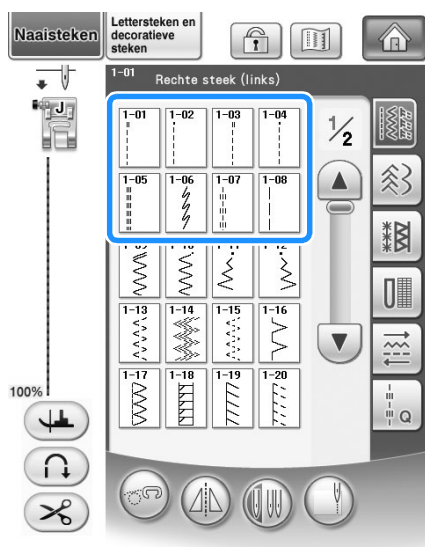 Naaisteken
Lettersteken en
decoratieve
steken
1-01
Rechte steek (links)
J
1-01 1-02 1-03 1-04
1/2
1-05 1-06 1-07 1-08
1-13 1-14 1-15 1-16
1-17 1-18 1-19 1-20
100%
Q